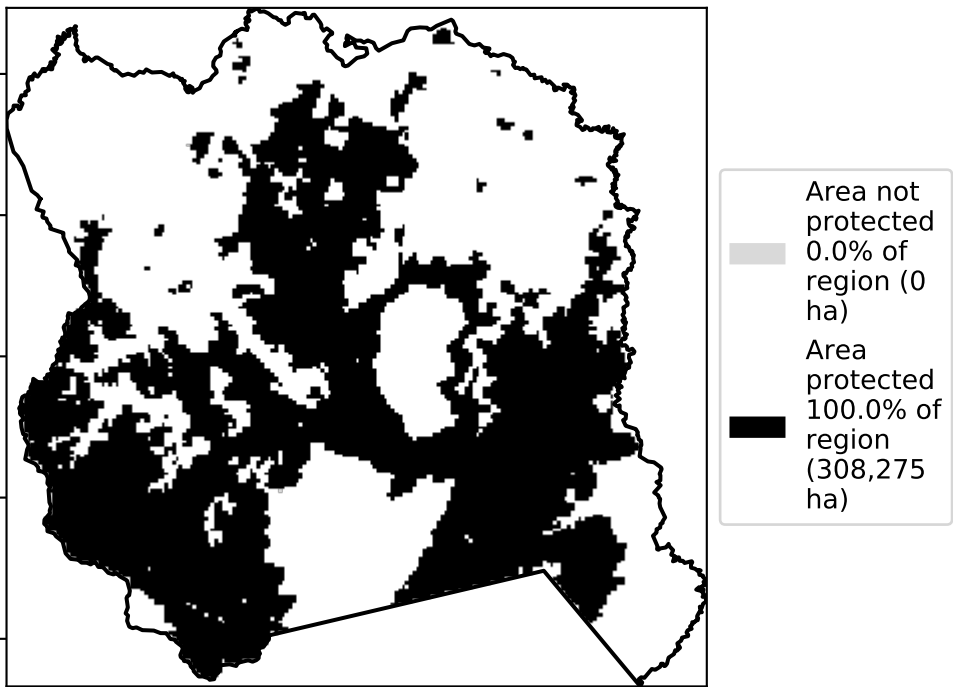 Area not
protected
0.0% of
region (0
ha)
Area
protected
100.0% of
region
(308,275
ha)